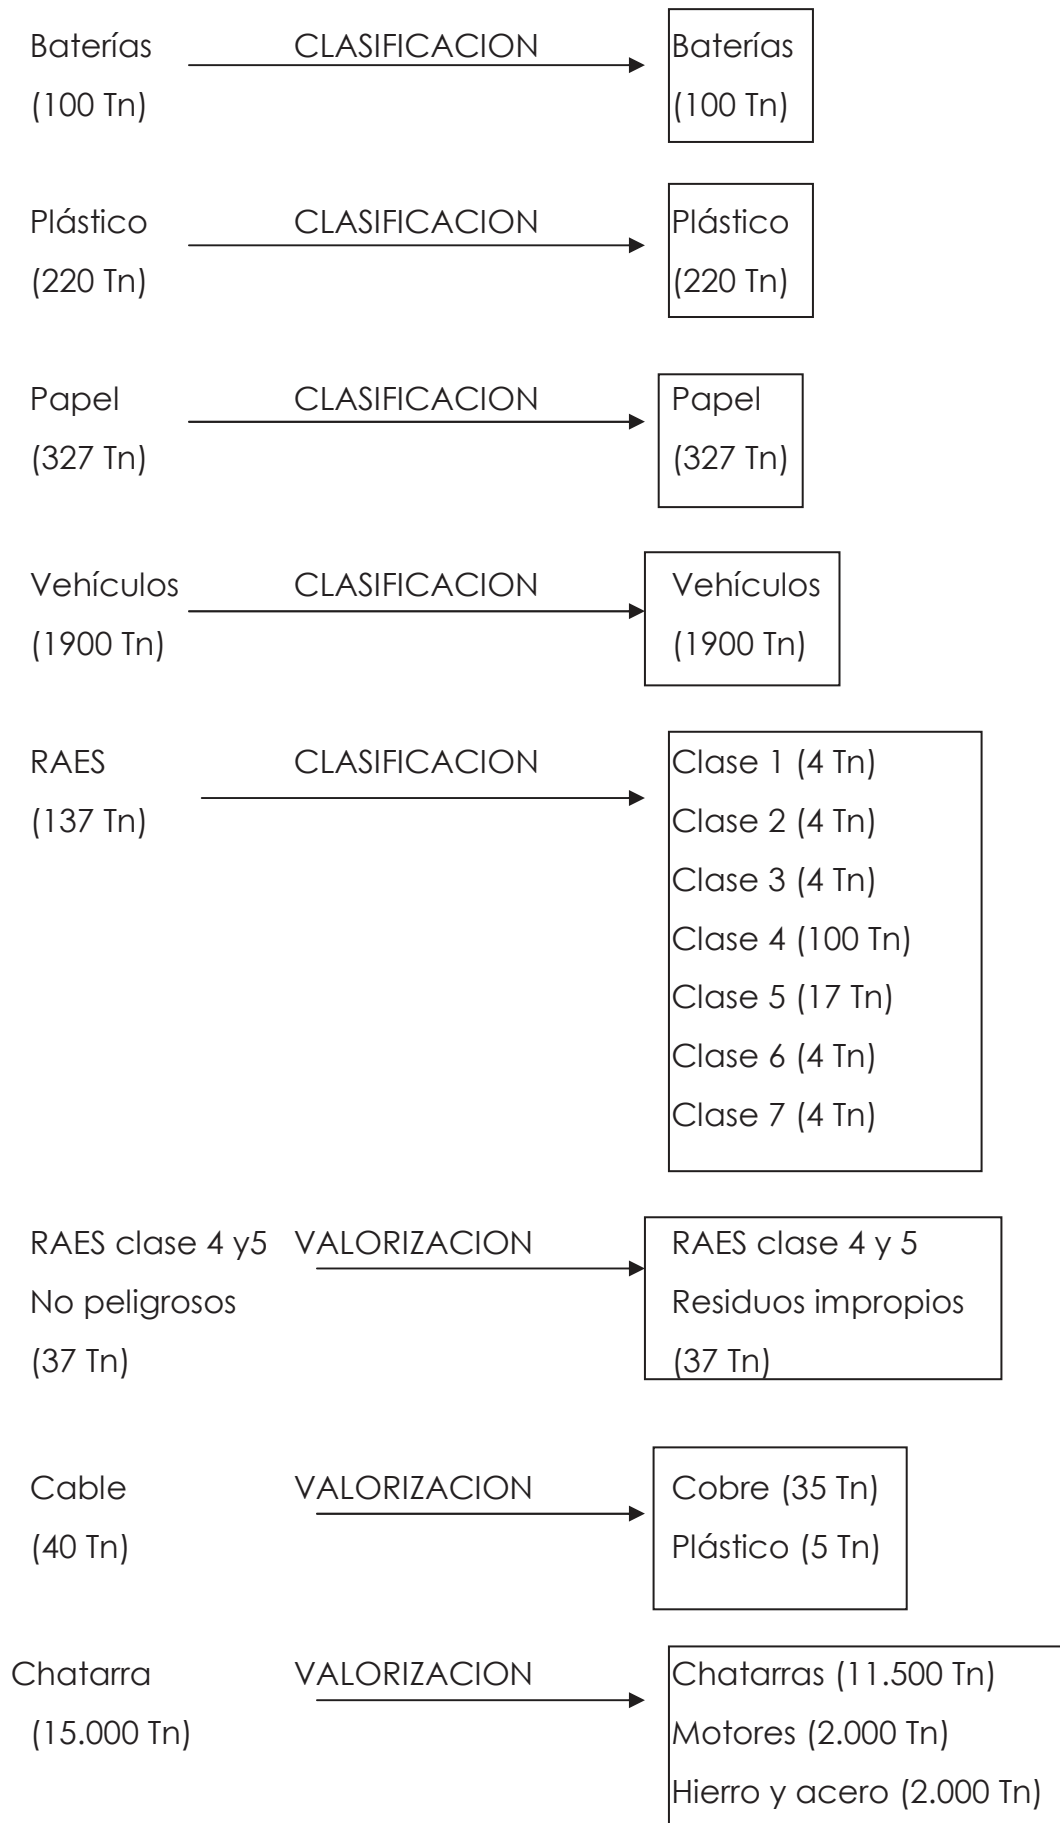 Baterías CLASIFICACION Baterías
(100 Tn) (100 Tn)
Plástico CLASIFICACION Plástico
(220 Tn) (220 Tn)
Papel CLASIFICACION Papel
(327 Tn) (327 Tn)
Vehículos CLASIFICACION Vehículos
(1900 Tn) (1900 Tn)
RAES CLASIFICACION Clase 1 (4 Tn)
(137 Tn) Clase 2 (4 Tn)
Clase 3 (4 Tn)
Clase 4 (100 Tn)
Clase 5 (17 Tn)
Clase 6 (4 Tn)
Clase 7 (4 Tn)
RAES clase 4 y5 VALORIZACION RAES clase 4 y 5
No peligrosos Residuos impropios
(37 Tn) (37 Tn)
Cable VALORIZACION Cobre (35 Tn)
(40 Tn) Plástico (5 Tn)
Chatarra VALORIZACION Chatarras (11.500 Tn)
(15.000 Tn) Motores (2.000 Tn)
Hierro y acero (2.000 Tn)